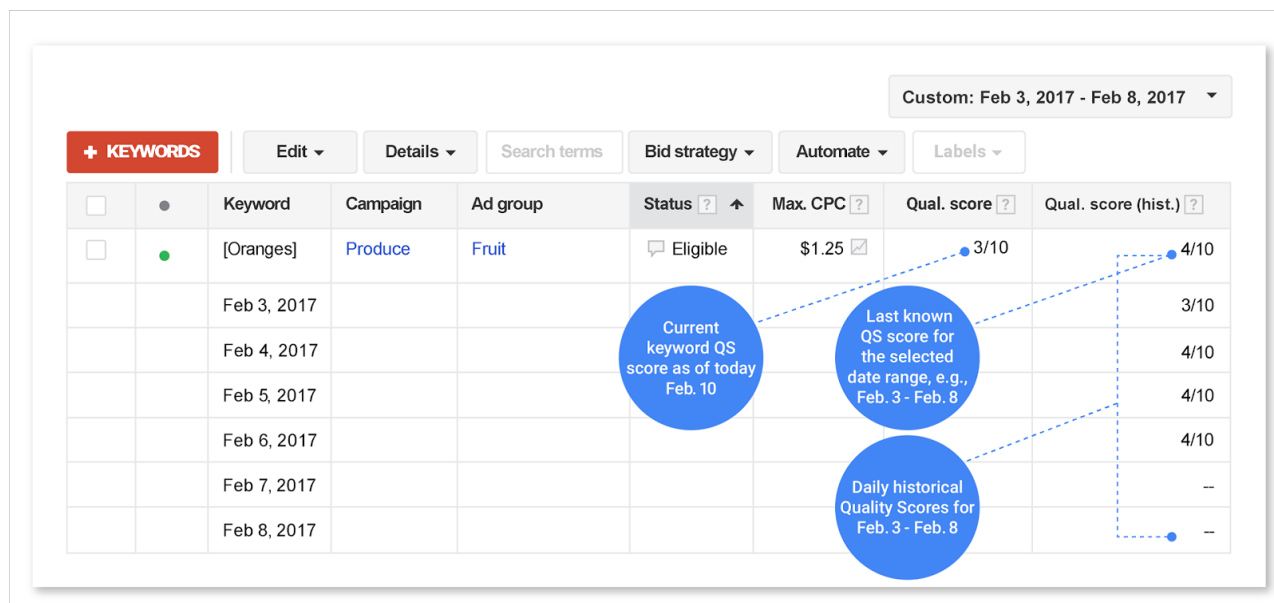 Custom: Feb 3, 2017 - Feb 8, 2017
+ KEYWORDS Edit Details Search terms Bid strategy Automate Labels
Keyword Campaign Ad group Status ? Max. CPC ? Qual. score ? Qual. score (hist.) ?
[Oranges] Produce Fruit Eligible $1.25 3/10 4/10
Feb 3, 2017 3/10
Feb 4, 2017 4/10
Feb 5, 2017 4/10
Feb 6, 2017 4/10
Feb 7, 2017 --
Feb 8, 2017 --
Current
keyword QS
score as of today
Feb. 10
Last known
QS score for
the selected
date range, e.g.,
Feb. 3 - Feb. 8
Daily historical
Quality Scores for
Feb. 3 - Feb. 8